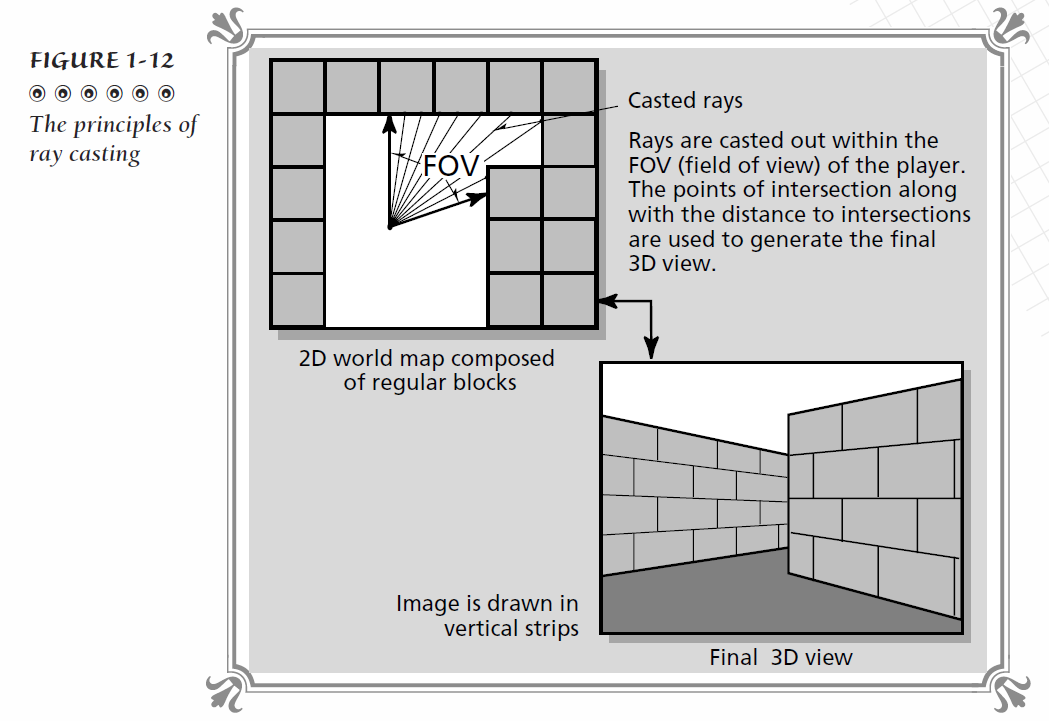 FIGURE 1-12
The principles of
ray casting
Casted rays
Rays are casted out within the
FOV (field of view) of the player.
The points of intersection along
with the distance to intersections
are used to generate the final
3D view.
FOV
2D world map composed
of regular blocks
Image is drawn in
vertical strips
Final 3D view